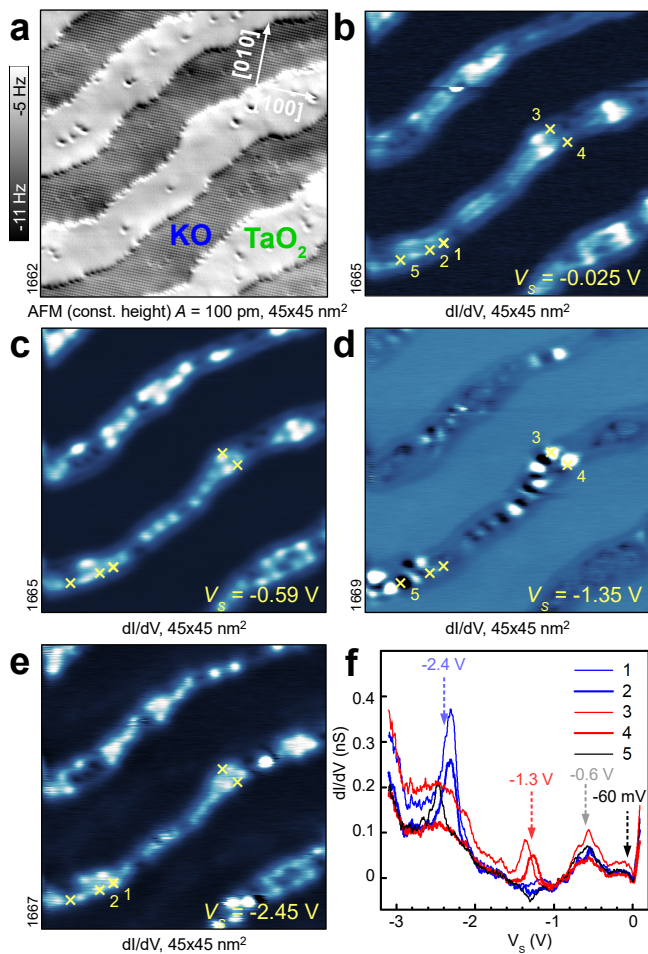 a
-5 Hz
-11 Hz
[010]
[100]
KO
TaO₂
1662
AFM (const. height) A = 100 pm, 45x45 nm²
b
3
4
1
2
5
Vₛ = -0.025 V
1665
dI/dV, 45x45 nm²
c
Vₛ = -0.59 V
1665
dI/dV, 45x45 nm²
d
3
4
5
Vₛ = -1.35 V
1669
dI/dV, 45x45 nm²
e
2 1
Vₛ = -2.45 V
1667
dI/dV, 45x45 nm²
f
-2.4 V
1
2
3
4
5
-1.3 V
-0.6 V
-60 mV
dI/dV (nS)
0.4
0.3
0.2
0.1
0
-3
-2
-1
0
Vₛ (V)